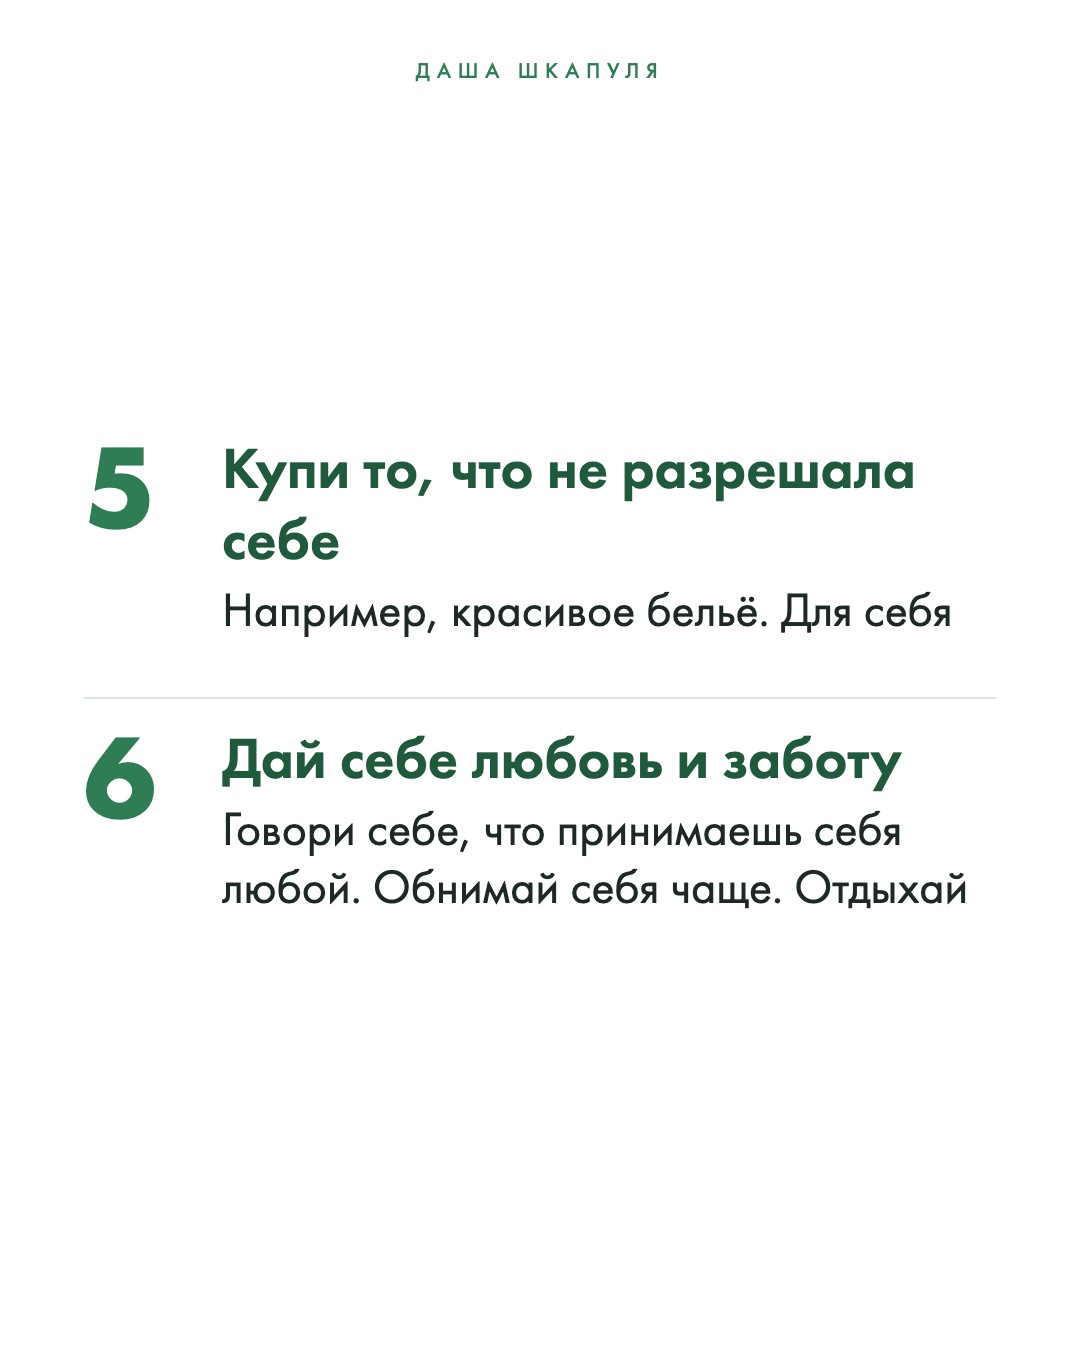 ДАША ШКАПУЛЯ
5
Купи то, что не разрешала
себе
Например, красивое бельё. Для себя
6
Дай себе любовь и заботу
Говори себе, что принимаешь себя
любой. Обнимай себя чаще. Отдыхай